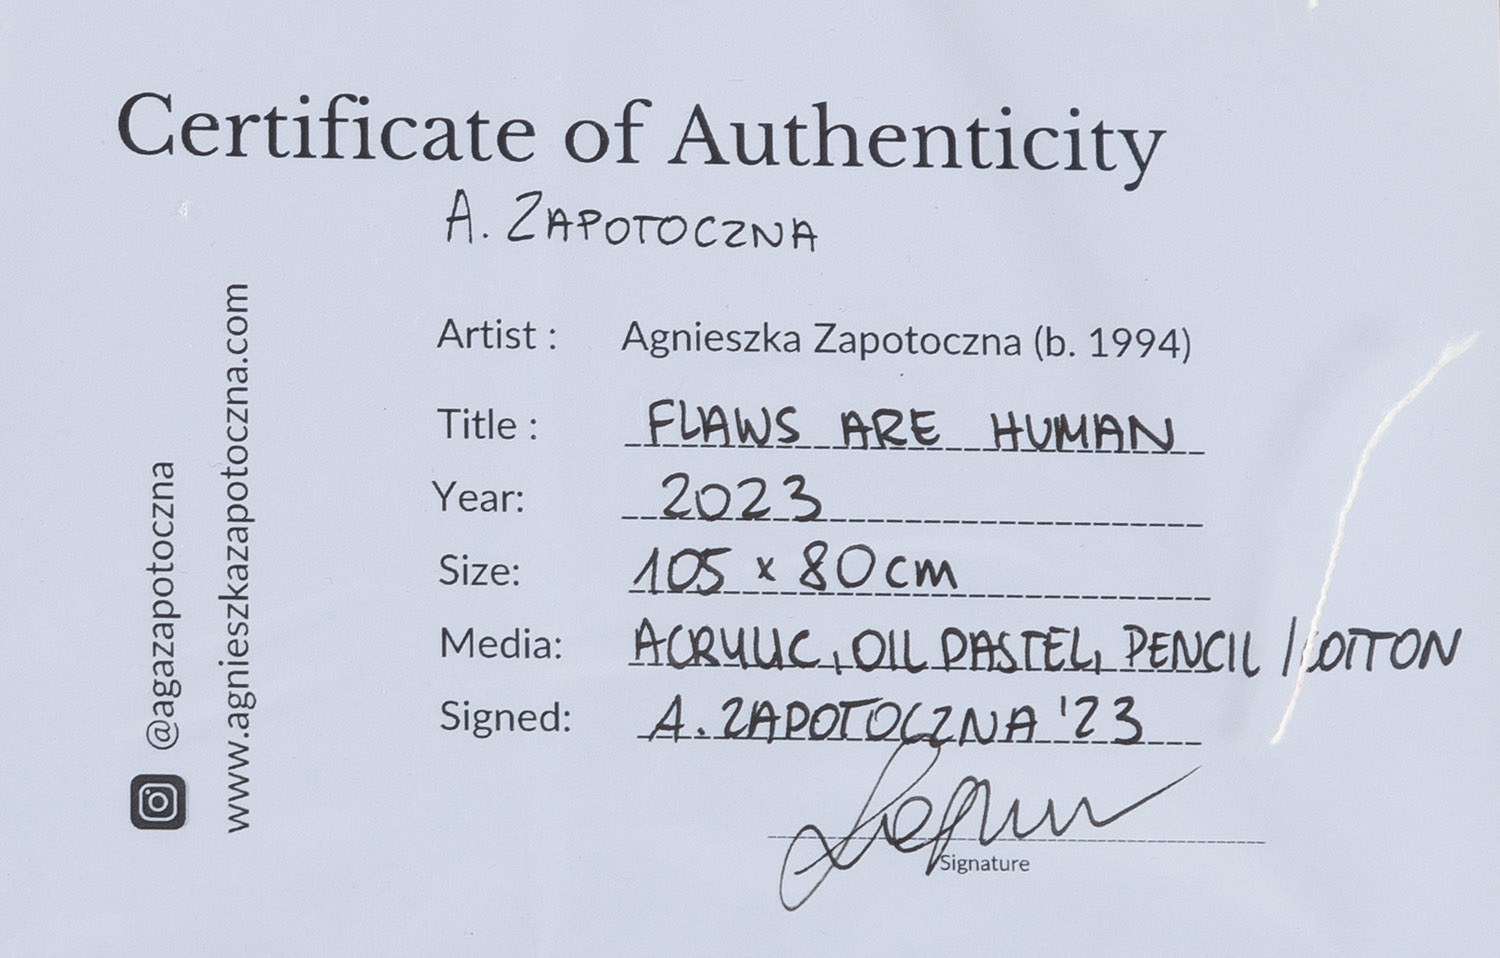 Certificate of Authenticity
A. ZAPOTOCZNA
Artist : Agnieszka Zapotoczna (b. 1994)
Title : FLAWS ARE HUMAN
Year: 2023
Size: 105 x 80cm
Media: ACRYLIC, OIL PASTEL, PENCIL / COTTON
Signed: A. ZAPOTOCZNA '23
Signature
@agazapotoczna
www.agnieszkazapotoczna.com